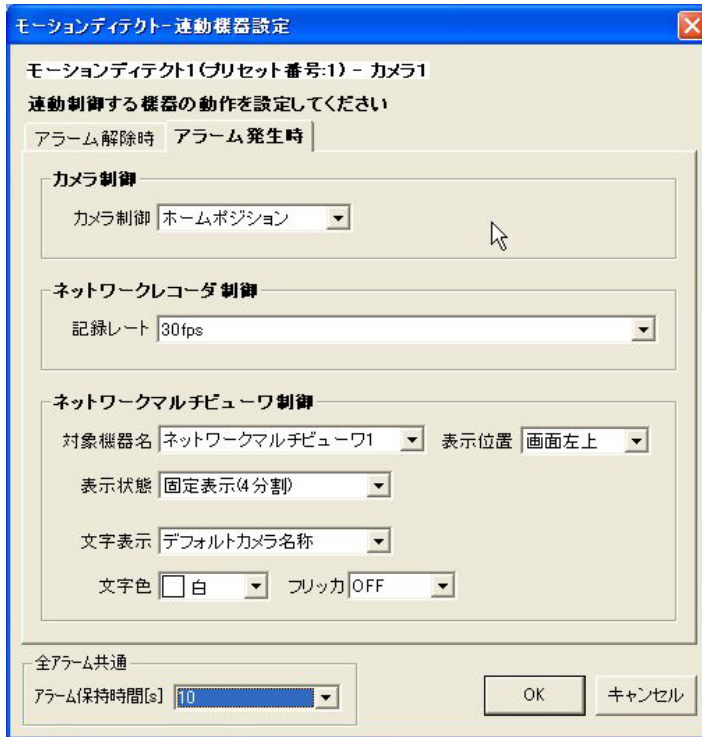 モーションディテクト-連動機器設定
モーションディテクト1(プリセット番号:1) - カメラ1
連動制御する機器の動作を設定してください
アラーム解除時 アラーム発生時
カメラ制御
カメラ制御 ホームポジション
ネットワークレコーダ制御
記録レート 30fps
ネットワークマルチビューワ制御
対象機器名 ネットワークマルチビューワ1 表示位置 画面左上
表示状態 固定表示(4分割)
文字表示 デフォルトカメラ名称
文字色 白 フリッカ OFF
全アラーム共通
アラーム保持時間[s] 10 OK キャンセル